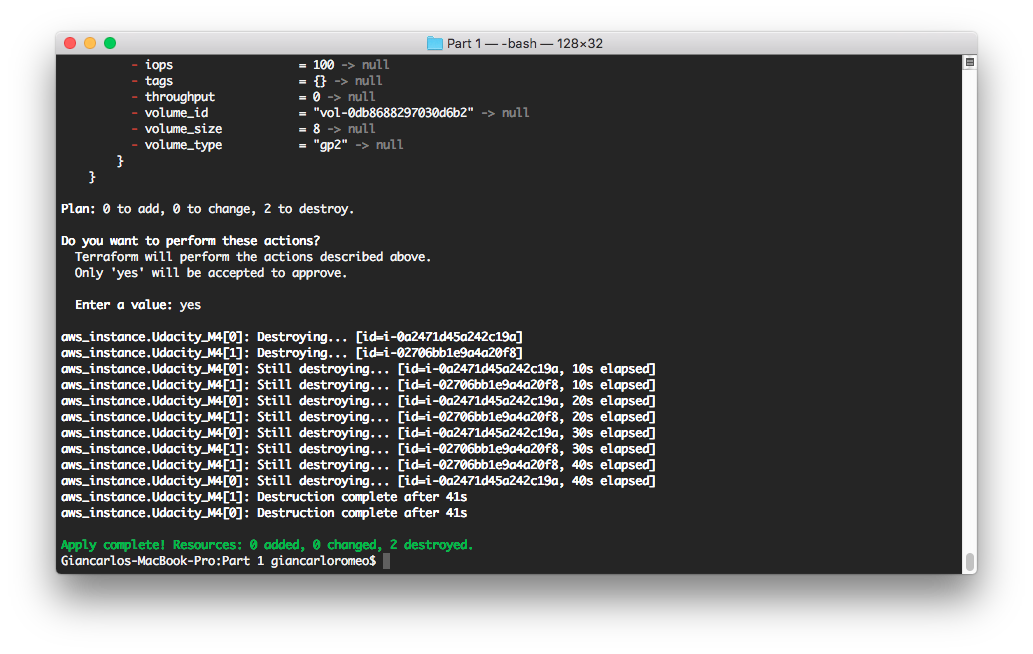 Part 1 — -bash — 128×32
- iops = 100 -> null
- tags = {} -> null
- throughput = 0 -> null
- volume_id = "vol-0db8688297030d6b2" -> null
- volume_size = 8 -> null
- volume_type = "gp2" -> null
}
}
Plan: 0 to add, 0 to change, 2 to destroy.
Do you want to perform these actions?
Terraform will perform the actions described above.
Only 'yes' will be accepted to approve.
Enter a value: yes
aws_instance.Udacity_M4[0]: Destroying... [id=i-0a2471d45a242c19a]
aws_instance.Udacity_M4[1]: Destroying... [id=i-02706bb1e9a4a20f8]
aws_instance.Udacity_M4[0]: Still destroying... [id=i-0a2471d45a242c19a, 10s elapsed]
aws_instance.Udacity_M4[1]: Still destroying... [id=i-02706bb1e9a4a20f8, 10s elapsed]
aws_instance.Udacity_M4[0]: Still destroying... [id=i-0a2471d45a242c19a, 20s elapsed]
aws_instance.Udacity_M4[1]: Still destroying... [id=i-02706bb1e9a4a20f8, 20s elapsed]
aws_instance.Udacity_M4[0]: Still destroying... [id=i-0a2471d45a242c19a, 30s elapsed]
aws_instance.Udacity_M4[1]: Still destroying... [id=i-02706bb1e9a4a20f8, 30s elapsed]
aws_instance.Udacity_M4[1]: Still destroying... [id=i-02706bb1e9a4a20f8, 40s elapsed]
aws_instance.Udacity_M4[0]: Still destroying... [id=i-0a2471d45a242c19a, 40s elapsed]
aws_instance.Udacity_M4[1]: Destruction complete after 41s
aws_instance.Udacity_M4[0]: Destruction complete after 41s
Apply complete! Resources: 0 added, 0 changed, 2 destroyed.
Giancarlos-MacBook-Pro:Part 1 giancarloromeo$